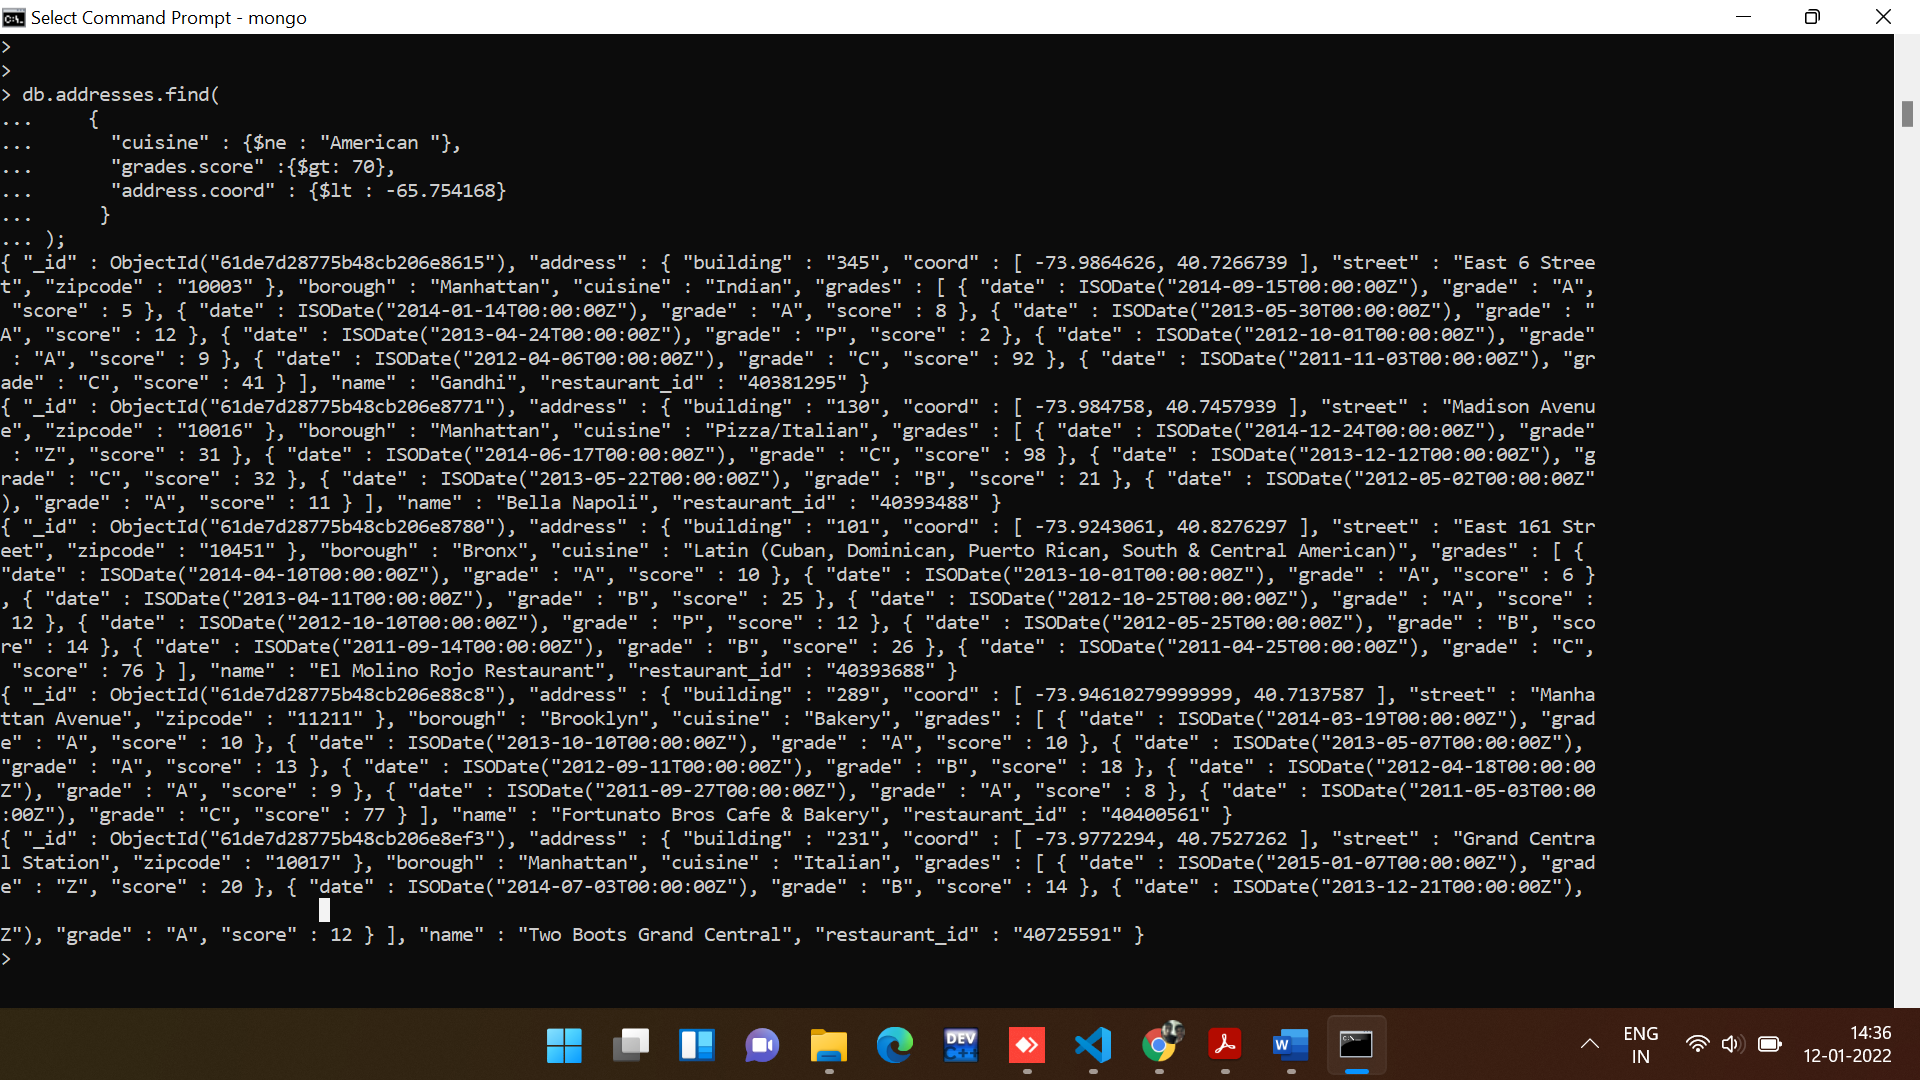 Select Command Prompt - mongo
>
>
> db.addresses.find(
...     {
...       "cuisine" : {$ne : "American "},
...       "grades.score" :{$gt: 70},
...       "address.coord" : {$lt : -65.754168}
...      }
... );
{ "_id" : ObjectId("61de7d28775b48cb206e8615"), "address" : { "building" : "345", "coord" : [ -73.9864626, 40.7266739 ], "street" : "East 6 Stree
t", "zipcode" : "10003" }, "borough" : "Manhattan", "cuisine" : "Indian", "grades" : [ { "date" : ISODate("2014-09-15T00:00:00Z"), "grade" : "A",
 "score" : 5 }, { "date" : ISODate("2014-01-14T00:00:00Z"), "grade" : "A", "score" : 8 }, { "date" : ISODate("2013-05-30T00:00:00Z"), "grade" : "
A", "score" : 12 }, { "date" : ISODate("2013-04-24T00:00:00Z"), "grade" : "P", "score" : 2 }, { "date" : ISODate("2012-10-01T00:00:00Z"), "grade"
 : "A", "score" : 9 }, { "date" : ISODate("2012-04-06T00:00:00Z"), "grade" : "C", "score" : 92 }, { "date" : ISODate("2011-11-03T00:00:00Z"), "gr
ade" : "C", "score" : 41 } ], "name" : "Gandhi", "restaurant_id" : "40381295" }
{ "_id" : ObjectId("61de7d28775b48cb206e8771"), "address" : { "building" : "130", "coord" : [ -73.984758, 40.7457939 ], "street" : "Madison Avenu
e", "zipcode" : "10016" }, "borough" : "Manhattan", "cuisine" : "Pizza/Italian", "grades" : [ { "date" : ISODate("2014-12-24T00:00:00Z"), "grade"
 : "Z", "score" : 31 }, { "date" : ISODate("2014-06-17T00:00:00Z"), "grade" : "C", "score" : 98 }, { "date" : ISODate("2013-12-12T00:00:00Z"), "g
rade" : "C", "score" : 32 }, { "date" : ISODate("2013-05-22T00:00:00Z"), "grade" : "B", "score" : 21 }, { "date" : ISODate("2012-05-02T00:00:00Z"
), "grade" : "A", "score" : 11 } ], "name" : "Bella Napoli", "restaurant_id" : "40393488" }
{ "_id" : ObjectId("61de7d28775b48cb206e8780"), "address" : { "building" : "101", "coord" : [ -73.9243061, 40.8276297 ], "street" : "East 161 Str
eet", "zipcode" : "10451" }, "borough" : "Bronx", "cuisine" : "Latin (Cuban, Dominican, Puerto Rican, South & Central American)", "grades" : [ {
"date" : ISODate("2014-04-10T00:00:00Z"), "grade" : "A", "score" : 10 }, { "date" : ISODate("2013-10-01T00:00:00Z"), "grade" : "A", "score" : 6 }
, { "date" : ISODate("2013-04-11T00:00:00Z"), "grade" : "B", "score" : 25 }, { "date" : ISODate("2012-10-25T00:00:00Z"), "grade" : "A", "score" :
 12 }, { "date" : ISODate("2012-10-10T00:00:00Z"), "grade" : "P", "score" : 12 }, { "date" : ISODate("2012-05-25T00:00:00Z"), "grade" : "B", "sco
re" : 14 }, { "date" : ISODate("2011-09-14T00:00:00Z"), "grade" : "B", "score" : 26 }, { "date" : ISODate("2011-04-25T00:00:00Z"), "grade" : "C",
 "score" : 76 } ], "name" : "El Molino Rojo Restaurant", "restaurant_id" : "40393688" }
{ "_id" : ObjectId("61de7d28775b48cb206e88c8"), "address" : { "building" : "289", "coord" : [ -73.94610279999999, 40.7137587 ], "street" : "Manha
ttan Avenue", "zipcode" : "11211" }, "borough" : "Brooklyn", "cuisine" : "Bakery", "grades" : [ { "date" : ISODate("2014-03-19T00:00:00Z"), "grad
e" : "A", "score" : 10 }, { "date" : ISODate("2013-10-10T00:00:00Z"), "grade" : "A", "score" : 10 }, { "date" : ISODate("2013-05-07T00:00:00Z"),
"grade" : "A", "score" : 13 }, { "date" : ISODate("2012-09-11T00:00:00Z"), "grade" : "B", "score" : 18 }, { "date" : ISODate("2012-04-18T00:00:00
Z"), "grade" : "A", "score" : 9 }, { "date" : ISODate("2011-09-27T00:00:00Z"), "grade" : "A", "score" : 8 }, { "date" : ISODate("2011-05-03T00:00
:00Z"), "grade" : "C", "score" : 77 } ], "name" : "Fortunato Bros Cafe & Bakery", "restaurant_id" : "40400561" }
{ "_id" : ObjectId("61de7d28775b48cb206e8ef3"), "address" : { "building" : "231", "coord" : [ -73.9772294, 40.7527262 ], "street" : "Grand Centra
l Station", "zipcode" : "10017" }, "borough" : "Manhattan", "cuisine" : "Italian", "grades" : [ { "date" : ISODate("2015-01-07T00:00:00Z"), "grad
e" : "Z", "score" : 20 }, { "date" : ISODate("2014-07-03T00:00:00Z"), "grade" : "B", "score" : 14 }, { "date" : ISODate("2013-12-21T00:00:00Z"),
Z"), "grade" : "A", "score" : 12 } ], "name" : "Two Boots Grand Central", "restaurant_id" : "40725591" }
>
DEV
C++
ENG
IN
14:36
12-01-2022